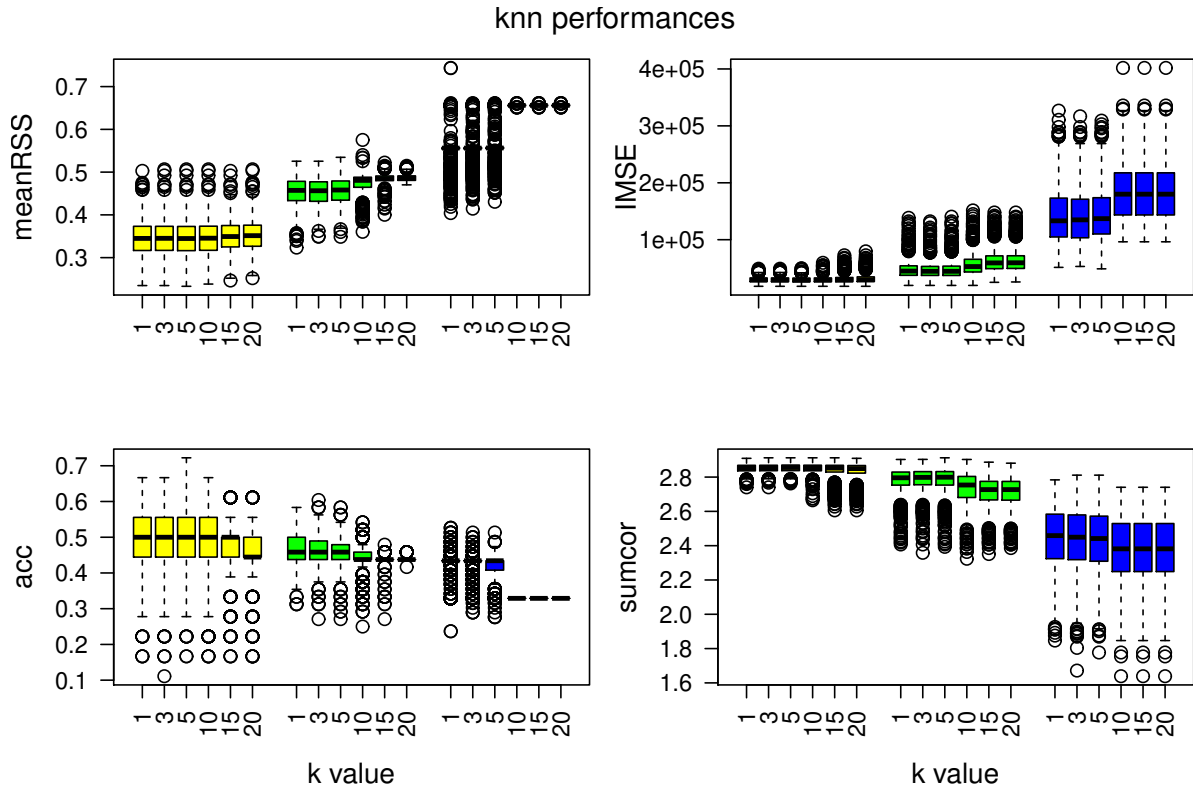 knn performances
meanRSS
0.7
0.6
0.5
0.4
0.3
1 3 5 10 15 20 1 3 5 10 15 20 1 3 5 10 15 20
IMSE
4e+05
3e+05
2e+05
1e+05
1 3 5 10 15 20 1 3 5 10 15 20 1 3 5 10 15 20
acc
0.7
0.6
0.5
0.4
0.3
0.2
0.1
1 3 5 10 15 20 1 3 5 10 15 20 1 3 5 10 15 20
k value
sumcor
2.8
2.6
2.4
2.2
2.0
1.8
1.6
1 3 5 10 15 20 1 3 5 10 15 20 1 3 5 10 15 20
k value